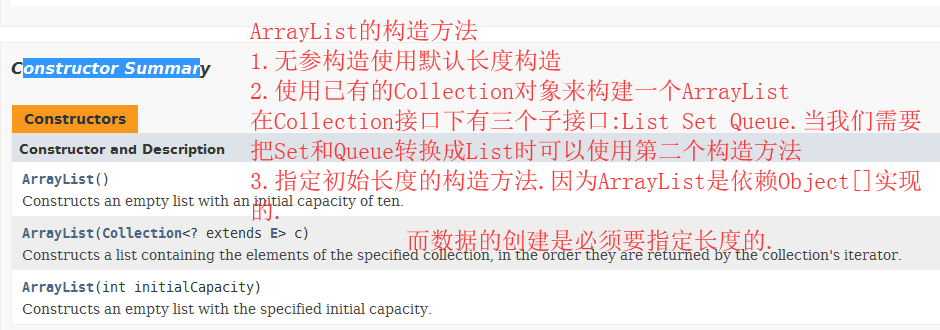 ArrayList的构造方法
1.无参构造使用默认长度构造
2.使用已有的Collection对象来构建一个ArrayList
在Collection接口下有三个子接口:List Set Queue.当我们需要
把Set和Queue转换成List时可以使用第二个构造方法
3.指定初始长度的构造方法.因为ArrayList是依赖Object[]实现
的.
而数据的创建是必须要指定长度的.
Constructor Summary
Constructors
Constructor and Description
ArrayList()
Constructs an empty list with an initial capacity of ten.
ArrayList(Collection<? extends E> c)
Constructs a list containing the elements of the specified collection, in the order they are returned by the collection's iterator.
ArrayList(int initialCapacity)
Constructs an empty list with the specified initial capacity.